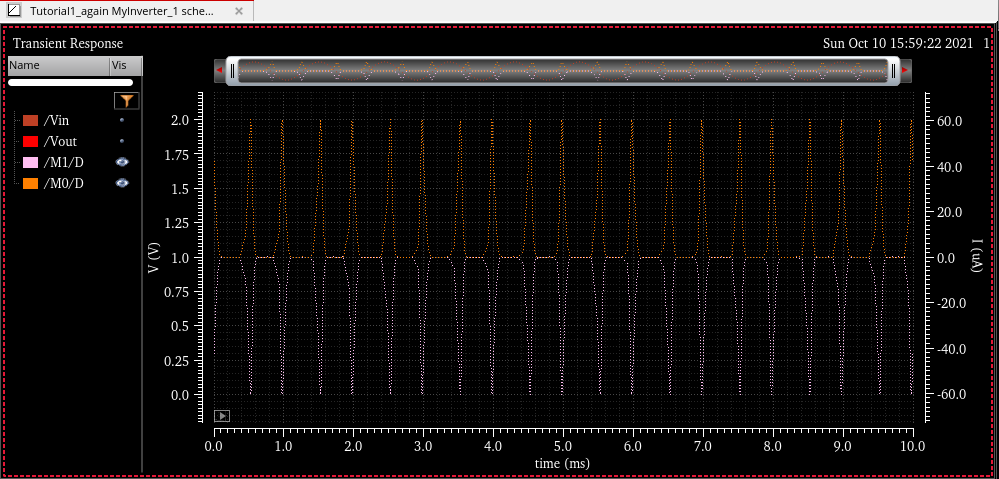 Tutorial1_again MyInverter_1 sche...
Transient Response
Sun Oct 10 15:59:22 2021 1
Name Vis
/Vin
/Vout
/M1/D
/M0/D
V (V)
2.0
1.75
1.5
1.25
1.0
0.75
0.5
0.25
0.0
60.0
40.0
20.0
0.0
-20.0
-40.0
-60.0
I (uA)
0.0 1.0 2.0 3.0 4.0 5.0 6.0 7.0 8.0 9.0 10.0
time (ms)